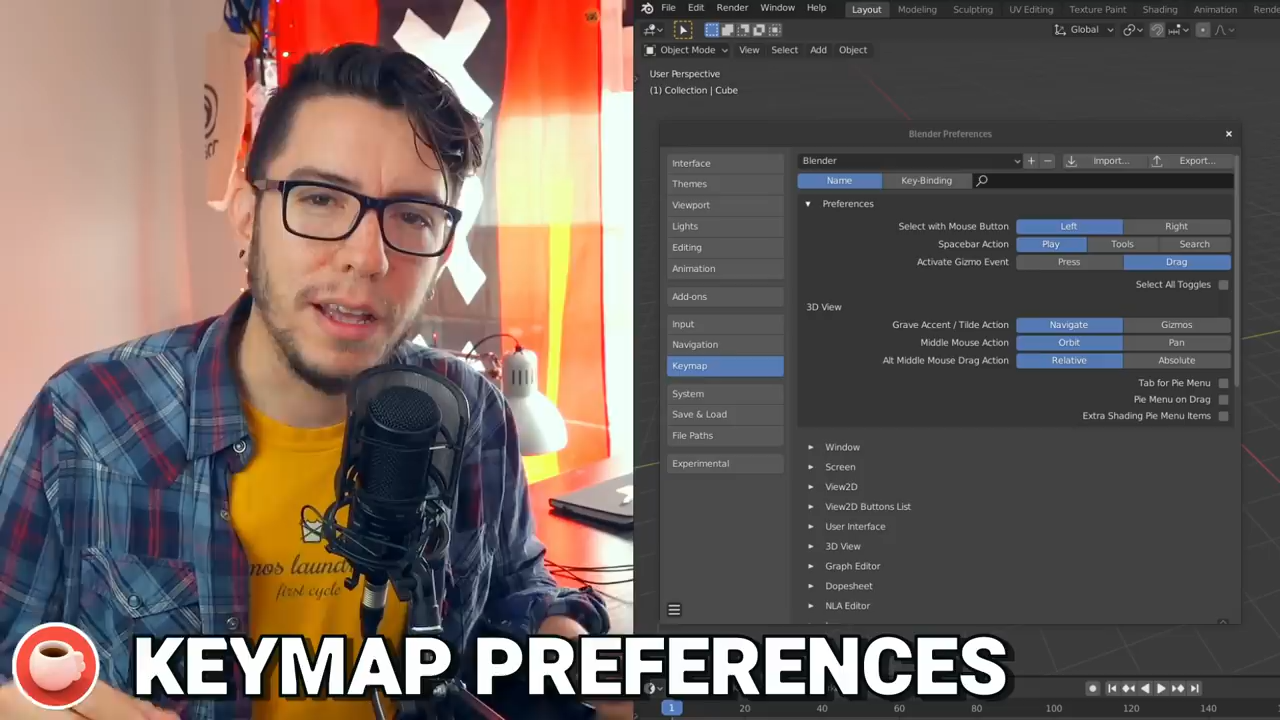 File Edit Render Window Help Layout Modeling Sculpting UV Editing Texture Paint Shading Animation
Global
Object Mode View Select Add Object
User Perspective
(1) Collection | Cube
Blender Preferences
Interface
Themes
Viewport
Lights
Editing
Animation
Add-ons
Input
Navigation
Keymap
System
Save & Load
File Paths
Experimental
Blender Import... Export...
Name Key-Binding
Preferences
Select with Mouse Button Left Right
Spacebar Action Play Tools Search
Activate Gizmo Event Press Drag
Select All Toggles
3D View
Grave Accent / Tilde Action Navigate Gizmos
Middle Mouse Action Orbit Pan
Alt Middle Mouse Drag Action Relative Absolute
Tab for Pie Menu
Pie Menu on Drag
Extra Shading Pie Menu Items
Window
Screen
View2D
View2D Buttons List
User Interface
3D View
Graph Editor
Dopesheet
NLA Editor
first cycle
KEYMAP PREFERENCES
1 20 40 60 80 100 120 140